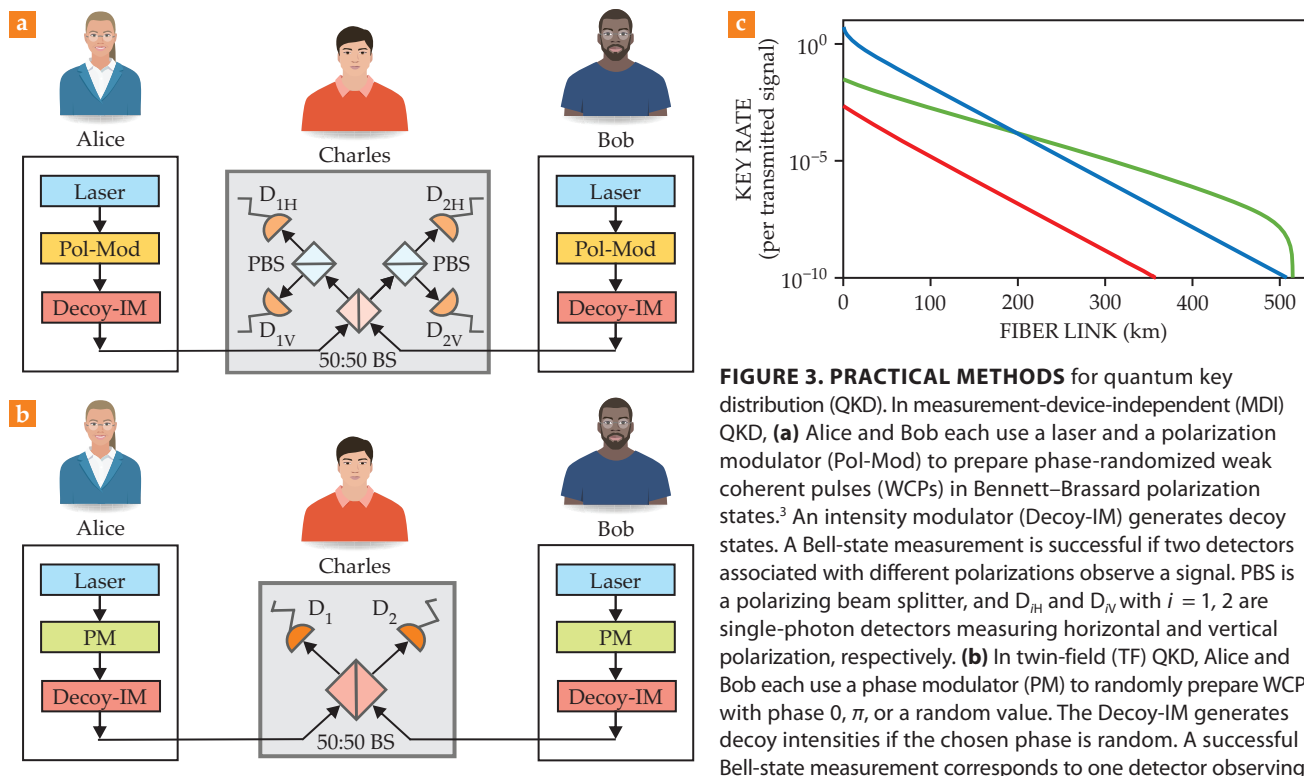 a
Alice
Charles
Bob
Laser
Pol-Mod
Decoy-IM
D1H
D2H
PBS
PBS
D1V
D2V
50:50 BS
Laser
Pol-Mod
Decoy-IM
b
Alice
Charles
Bob
Laser
PM
Decoy-IM
D1
D2
50:50 BS
Laser
PM
Decoy-IM
c
KEY RATE
(per transmitted signal)
10^0
10^−5
10^−10
0 100 200 300 400 500
FIBER LINK (km)
FIGURE 3. PRACTICAL METHODS for quantum key
distribution (QKD). In measurement-device-independent (MDI)
QKD, (a) Alice and Bob each use a laser and a polarization
modulator (Pol-Mod) to prepare phase-randomized weak
coherent pulses (WCPs) in Bennett–Brassard polarization
states.³ An intensity modulator (Decoy-IM) generates decoy
states. A Bell-state measurement is successful if two detectors
associated with different polarizations observe a signal. PBS is
a polarizing beam splitter, and DiH and DiV with i = 1, 2 are
single-photon detectors measuring horizontal and vertical
polarization, respectively. (b) In twin-field (TF) QKD, Alice and
Bob each use a phase modulator (PM) to randomly prepare WCP
with phase 0, π, or a random value. The Decoy-IM generates
decoy intensities if the chosen phase is random. A successful
Bell-state measurement corresponds to one detector observing